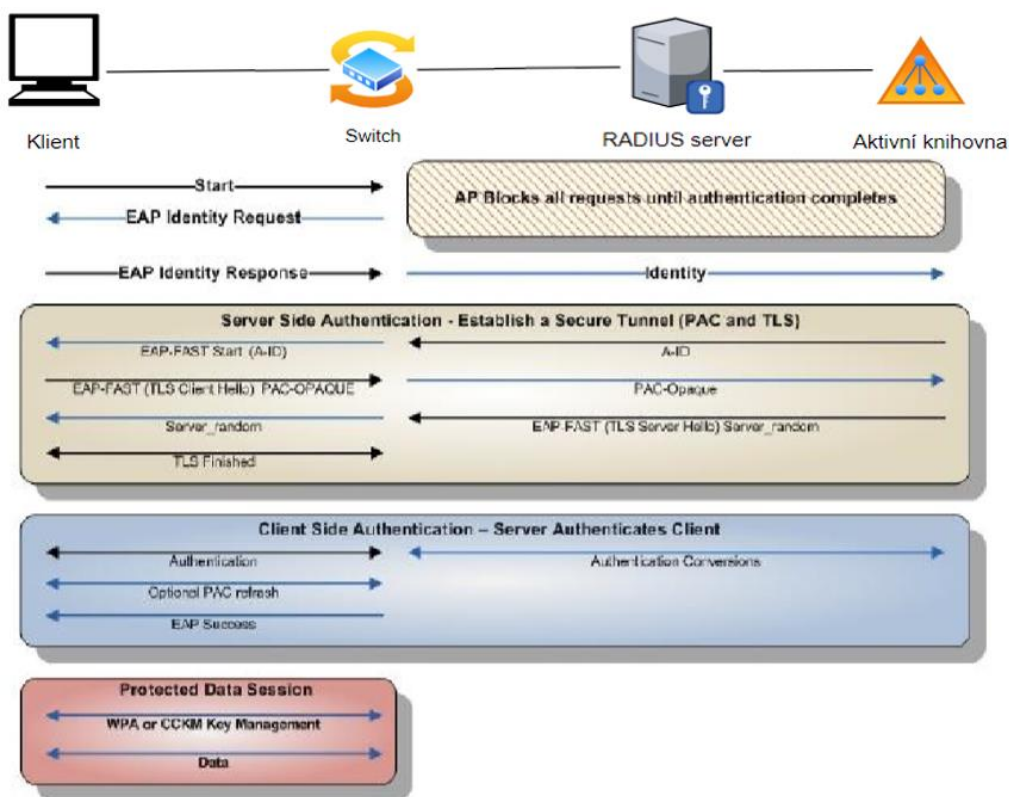 Klient
Switch
RADIUS server
Aktivní knihovna
Start
AP Blocks all requests until authentication completes
EAP Identity Request
EAP Identity Response
Identity
Server Side Authentication - Establish a Secure Tunnel (PAC and TLS)
EAP-FAST Start (A-ID)
A-ID
EAP-FAST (TLS Client Hello) PAC-OPAQUE
PAC-Opaque
Server_random
EAP-FAST (TLS Server Hello) Server_random
TLS Finished
Client Side Authentication – Server Authenticates Client
Authentication
Authentication Conversions
Optional PAC refrash
EAP Success
Protected Data Session
WPA or CCKM Key Management
Data